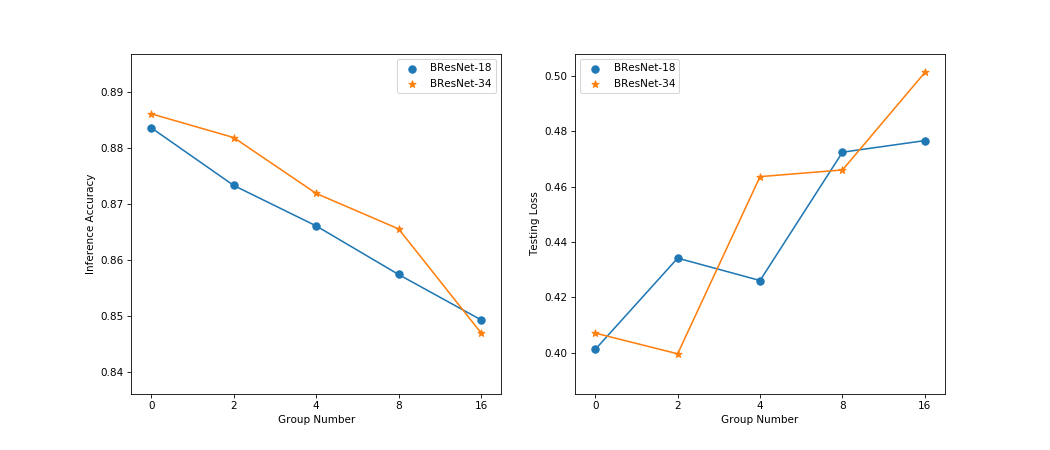 BResNet-18
BResNet-34
0.89
0.88
0.87
0.86
0.85
0.84
Inference Accuracy
0 2 4 8 16
Group Number
BResNet-18
BResNet-34
0.50
0.48
0.46
0.44
0.42
0.40
Testing Loss
0 2 4 8 16
Group Number